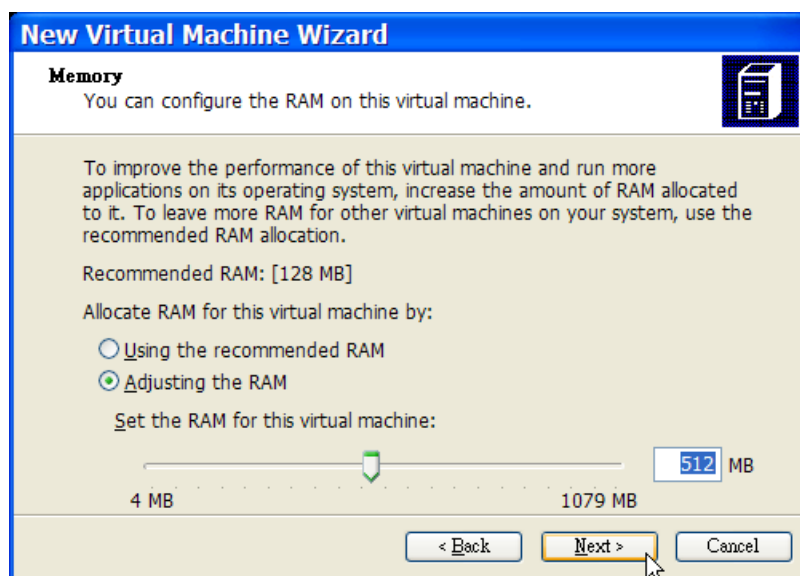 New Virtual Machine Wizard
Memory
You can configure the RAM on this virtual machine.
To improve the performance of this virtual machine and run more
applications on its operating system, increase the amount of RAM allocated
to it. To leave more RAM for other virtual machines on your system, use the
recommended RAM allocation.
Recommended RAM: [128 MB]
Allocate RAM for this virtual machine by:
Using the recommended RAM
Adjusting the RAM
Set the RAM for this virtual machine:
512 MB
4 MB 1079 MB
< Back Next > Cancel